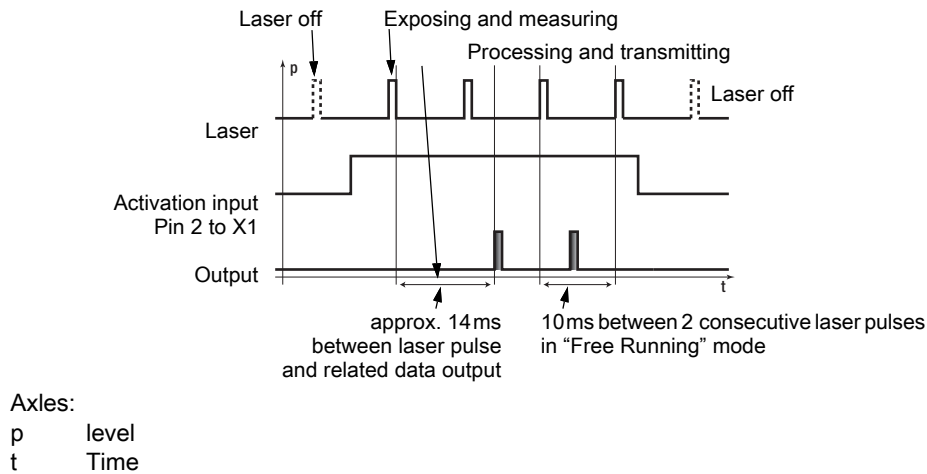 Laser off
Exposing and measuring
Processing and transmitting
p
Laser off
Laser
Activation input
Pin 2 to X1
Output
t
approx. 14ms
between laser pulse
and related data output
10ms between 2 consecutive laser pulses
in “Free Running” mode
Axles:
p level
t Time